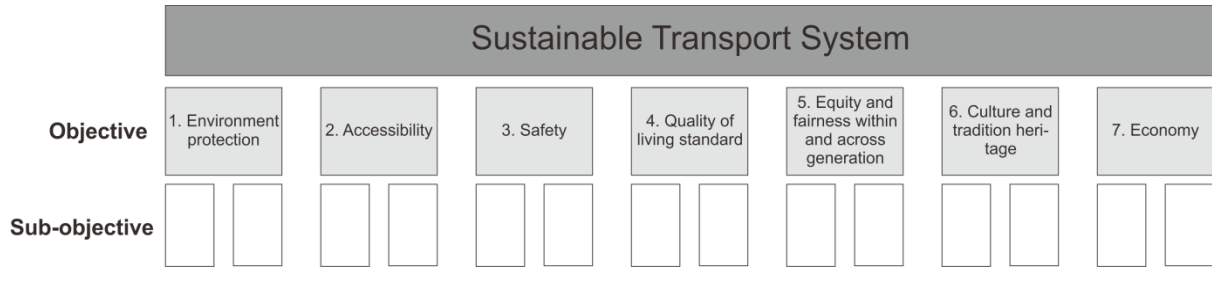 Sustainable Transport System
Objective
1. Environment
protection
2. Accessibility
3. Safety
4. Quality of
living standard
5. Equity and
fairness within
and across
generation
6. Culture and
tradition heri-
tage
7. Economy
Sub-objective